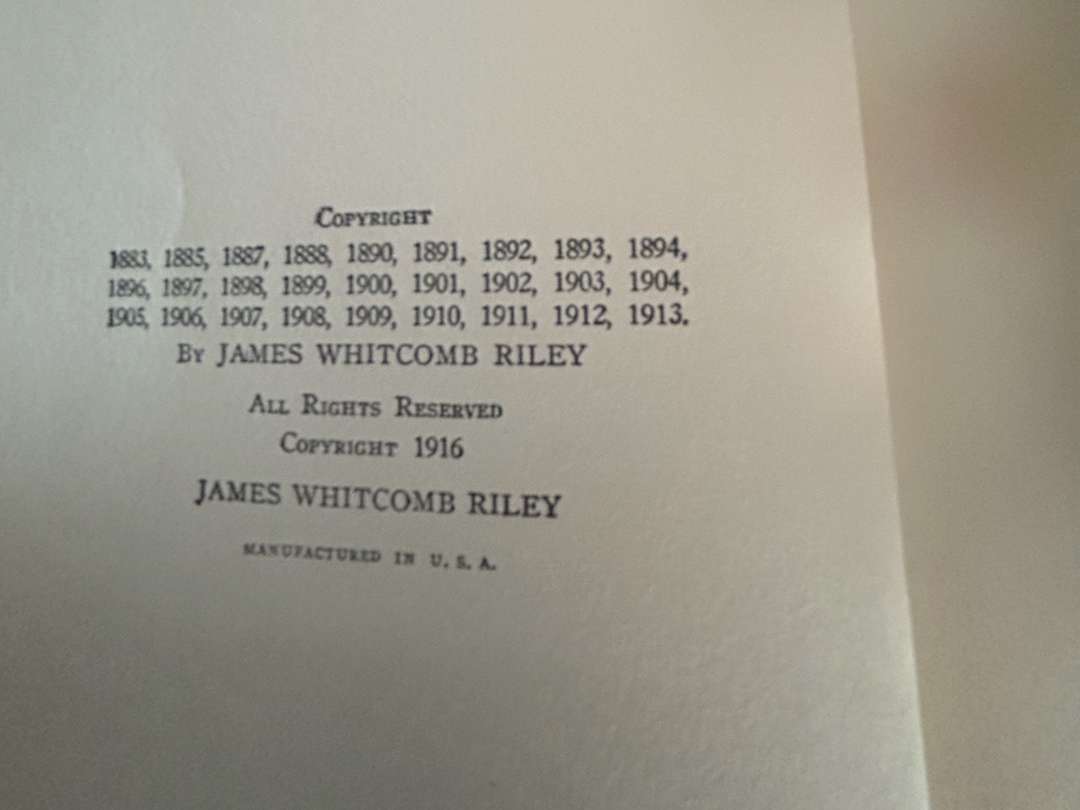 COPYRIGHT
1883, 1885, 1887, 1888, 1890, 1891, 1892, 1893, 1894,
1896, 1897, 1898, 1899, 1900, 1901, 1902, 1903, 1904,
1905, 1906, 1907, 1908, 1909, 1910, 1911, 1912, 1913.
BY JAMES WHITCOMB RILEY
ALL RIGHTS RESERVED
COPYRIGHT 1916
JAMES WHITCOMB RILEY
MANUFACTURED IN U. S. A.